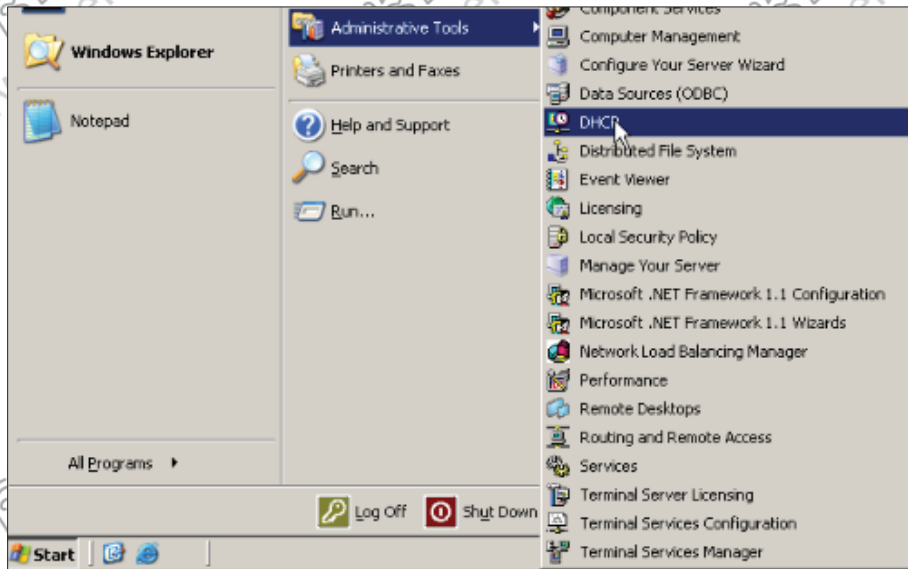 Windows Explorer
Notepad
All Programs
Administrative Tools
Printers and Faxes
Help and Support
Search
Run...
Log Off
Shut Down
Start
Component Services
Computer Management
Configure Your Server Wizard
Data Sources (ODBC)
DHCP
Distributed File System
Event Viewer
Licensing
Local Security Policy
Manage Your Server
Microsoft .NET Framework 1.1 Configuration
Microsoft .NET Framework 1.1 Wizards
Network Load Balancing Manager
Performance
Remote Desktops
Routing and Remote Access
Services
Terminal Server Licensing
Terminal Services Configuration
Terminal Services Manager